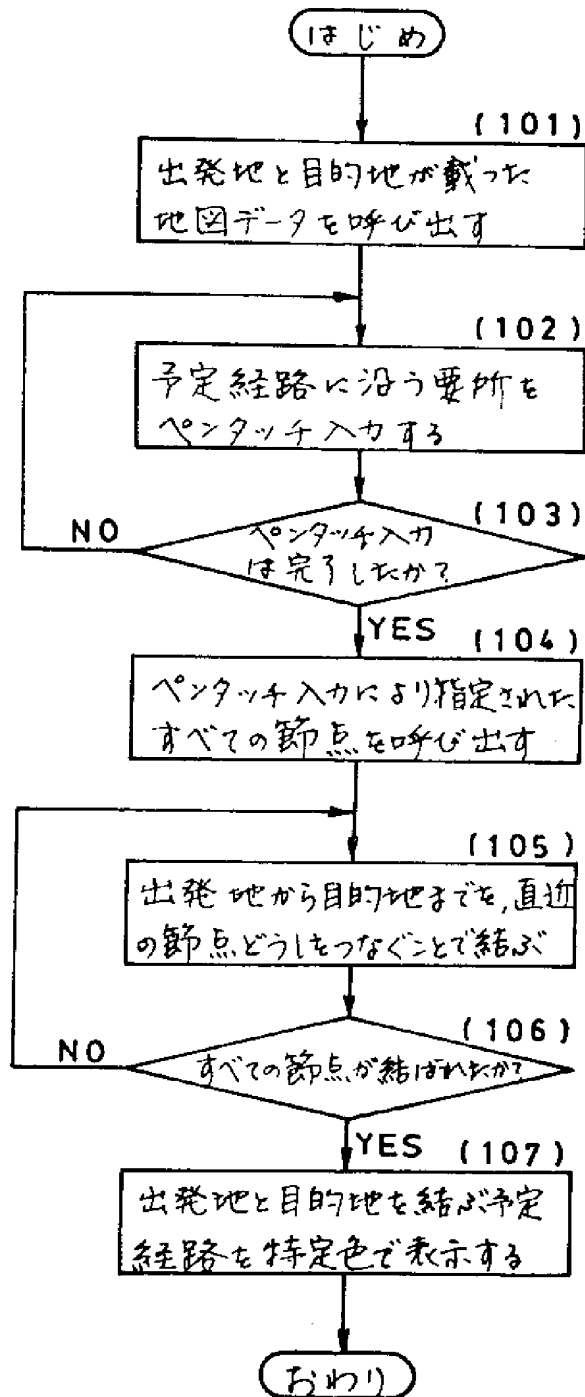 はじめ
(101)
出発地と目的地が載った
地図データを呼び出す
(102)
予定経路に沿う要所を
ペンタッチ入力する
(103)
ペンタッチ入力
は完了したか?
NO
YES
(104)
ペンタッチ入力により指定された
すべての節点を呼び出す
(105)
出発地から目的地までを,直近
の節点どうしをつなぐことで結ぶ
(106)
すべての節点が結ばれたか?
NO
YES
(107)
出発地と目的地を結ぶ予定
経路を特定色で表示する
おわり